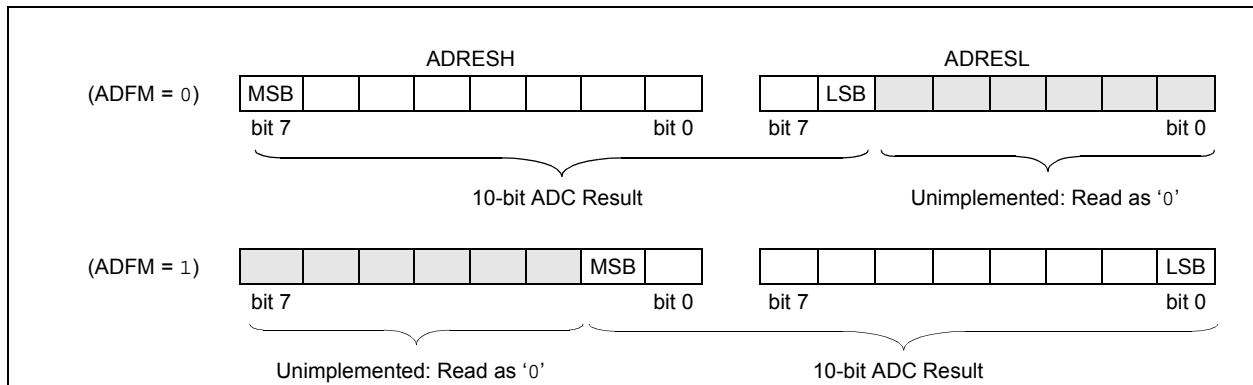 ADRESH ADRESL
(ADFM = 0) MSB LSB
bit 7 bit 0 bit 7 bit 0
10-bit ADC Result Unimplemented: Read as ‘0’
(ADFM = 1) MSB LSB
bit 7 bit 0 bit 7 bit 0
Unimplemented: Read as ‘0’ 10-bit ADC Result